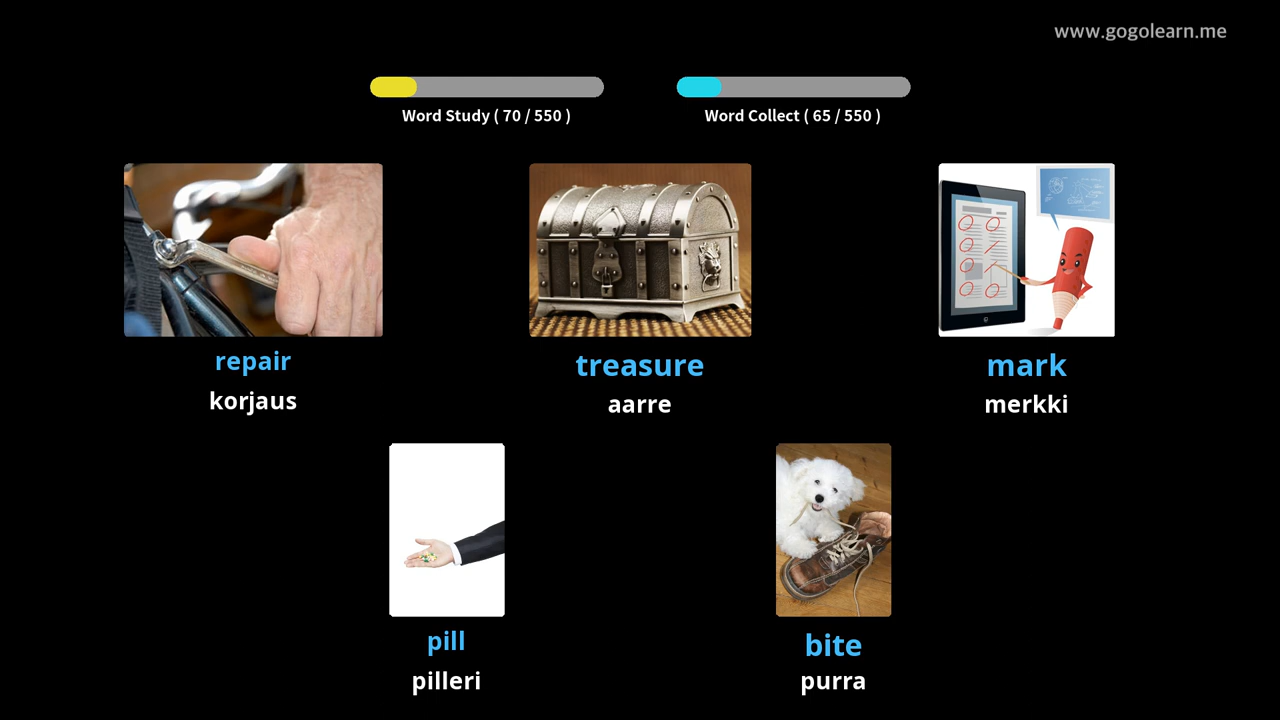 www.gogolearn.me
Word Study ( 70 / 550 )
Word Collect ( 65 / 550 )
repair
korjaus
treasure
aarre
mark
merkki
pill
pilleri
bite
purra